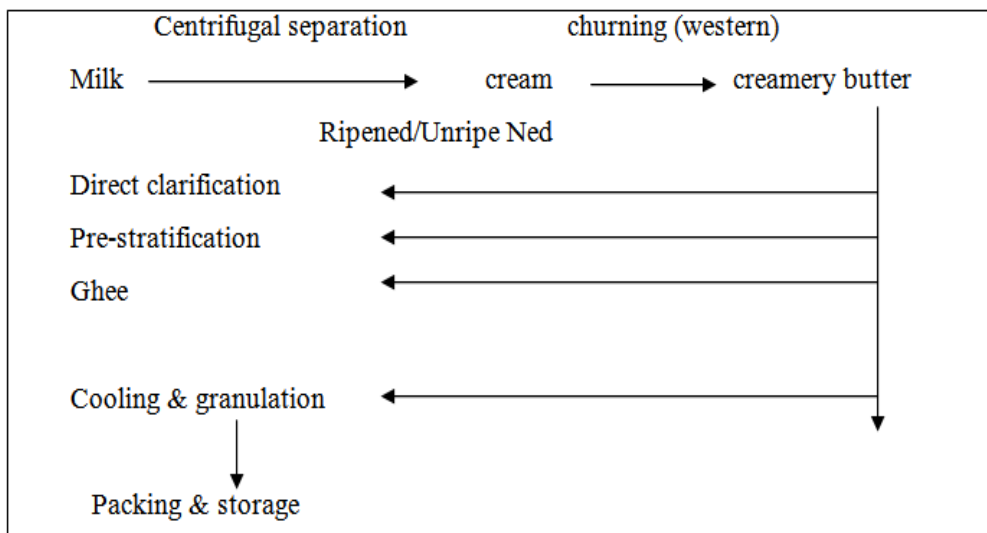 Centrifugal separation churning (western)
Milk cream creamery butter
Ripened/Unripe Ned
Direct clarification
Pre-stratification
Ghee
Cooling & granulation
Packing & storage